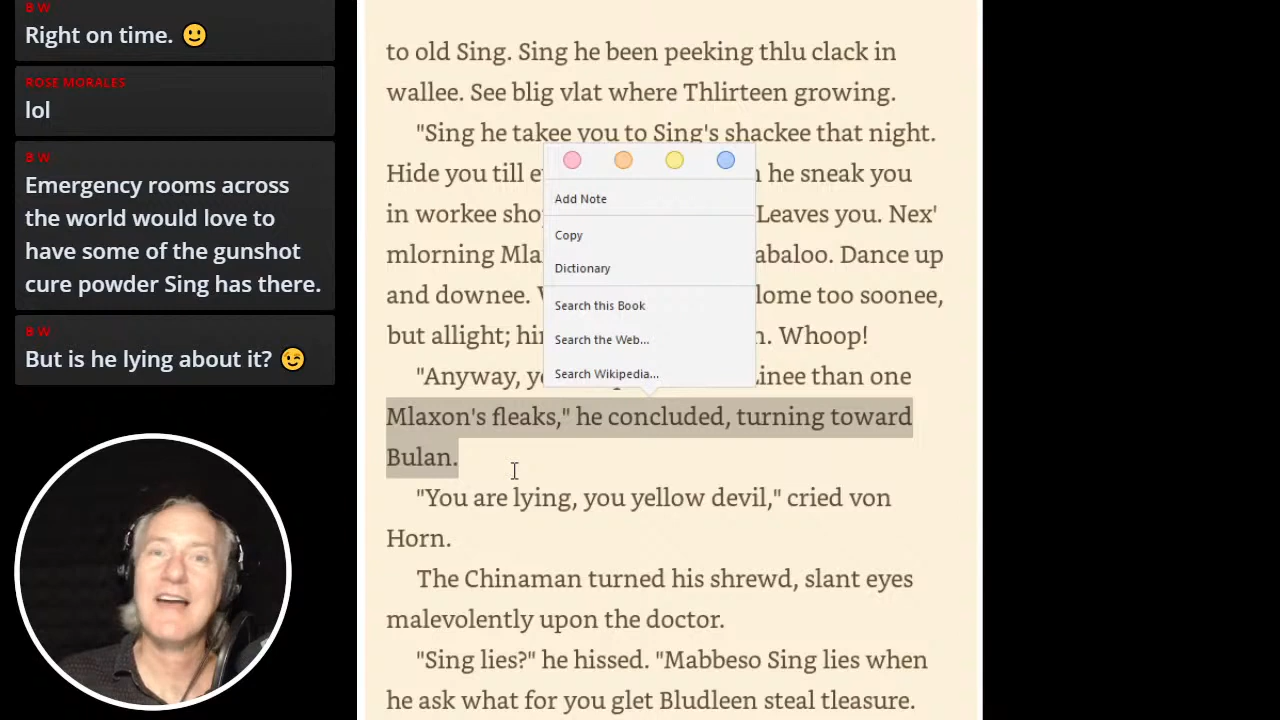 B W
Right on time. 🙂
ROSE MORALES
lol
B W
Emergency rooms across
the world would love to
have some of the gunshot
cure powder Sing has there.
B W
But is he lying about it? 😉
to old Sing. Sing he been peeking thlu clack in
wallee. See blig vlat where Thlirteen growing.
"Sing he takee you to Sing's shackee that night.
Hide you till e
he sneak you
in workee sho
Leaves you. Nex'
mlorning Mla
abaloo. Dance up
and downee.
lome too soonee,
but allight; hi
Whoop!
"Anyway, y
than one
Mlaxon's fleaks," he concluded, turning toward
Bulan.
"You are lying, you yellow devil," cried von
Horn.
The Chinaman turned his shrewd, slant eyes
malevolently upon the doctor.
"Sing lies?" he hissed. "Mabbeso Sing lies when
he ask what for you glet Bludleen steal tleasure.
Add Note
Copy
Dictionary
Search this Book
Search the Web...
Search Wikipedia...